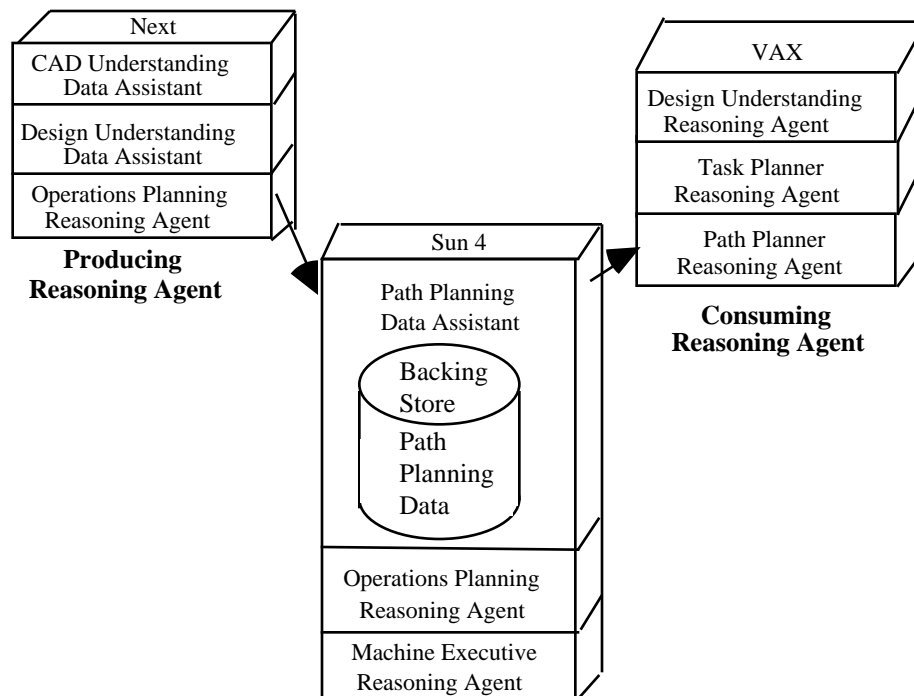 Next
CAD Understanding
Data Assistant
Design Understanding
Data Assistant
Operations Planning
Reasoning Agent
Producing
Reasoning Agent
Sun 4
Path Planning
Data Assistant
Backing
Store
Path
Planning
Data
Operations Planning
Reasoning Agent
Machine Executive
Reasoning Agent
VAX
Design Understanding
Reasoning Agent
Task Planner
Reasoning Agent
Path Planner
Reasoning Agent
Consuming
Reasoning Agent